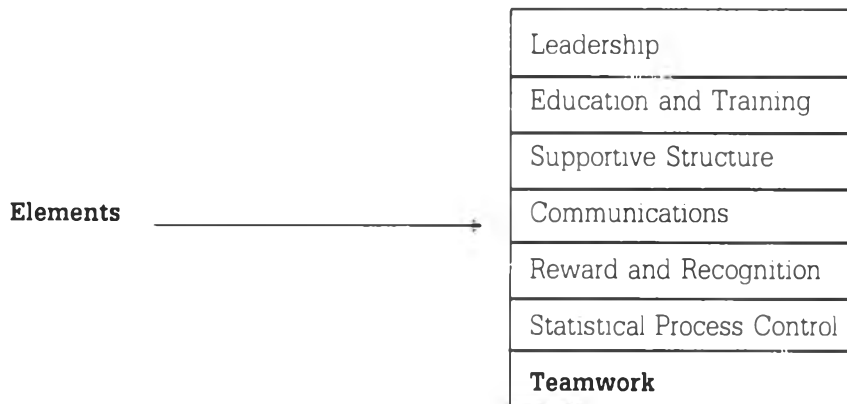 Leadership
Education and Training
Supportive Structure
Elements
Communications
Reward and Recognition
Statistical Process Control
Teamwork